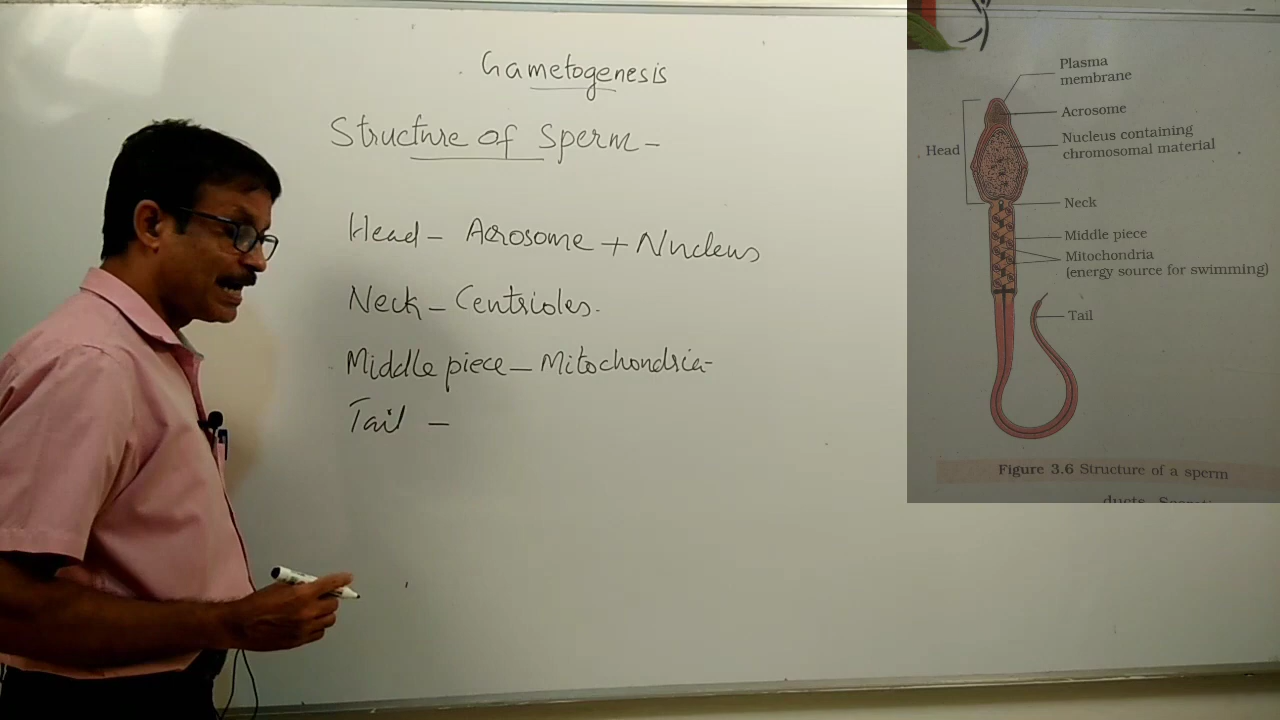 Gametogenesis
Structure of Sperm -
Head - Acrosome + Nucleus
Neck - Centrioles.
Middle piece - Mitochondria -
Tail -
Plasma
membrane
Acrosome
Nucleus containing
chromosomal material
Head
Neck
Middle piece
Mitochondria
(energy source for swimming)
Tail
Figure 3.6 Structure of a sperm
ducts.